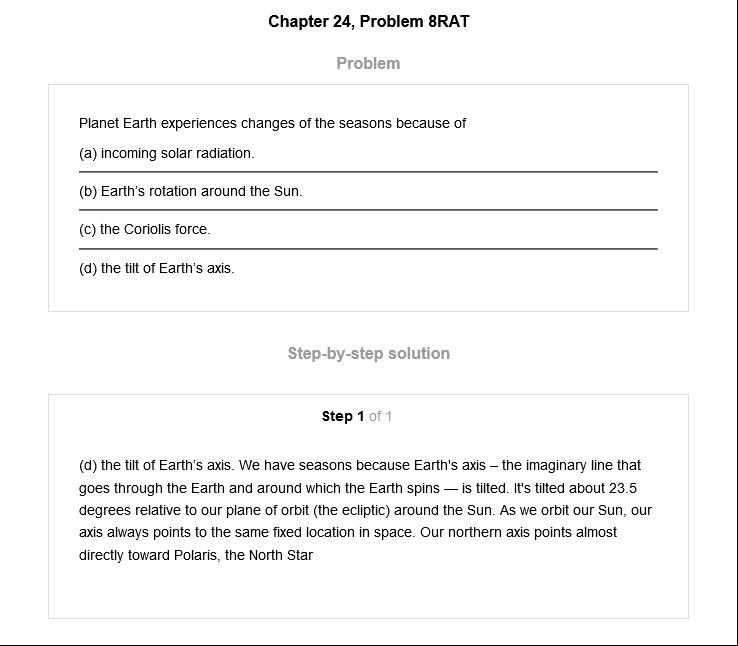 Chapter 24, Problem 8RAT
Problem
Planet Earth experiences changes of the seasons because of
(a) incoming solar radiation.
(b) Earth’s rotation around the Sun.
(c) the Coriolis force.
(d) the tilt of Earth’s axis.
Step-by-step solution
Step 1 of 1
(d) the tilt of Earth’s axis. We have seasons because Earth's axis – the imaginary line that
goes through the Earth and around which the Earth spins — is tilted. It's tilted about 23.5
degrees relative to our plane of orbit (the ecliptic) around the Sun. As we orbit our Sun, our
axis always points to the same fixed location in space. Our northern axis points almost
directly toward Polaris, the North Star